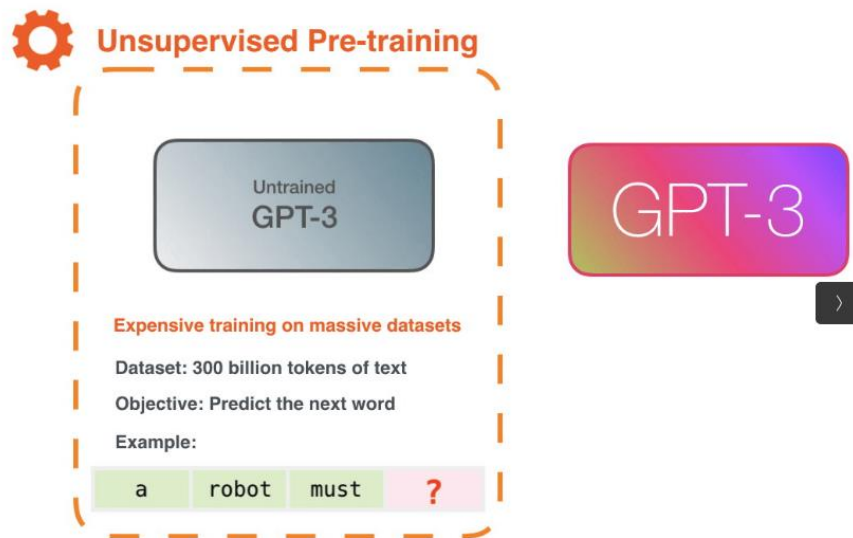 Unsupervised Pre-training
Untrained
GPT-3
GPT-3
Expensive training on massive datasets
Dataset: 300 billion tokens of text
Objective: Predict the next word
Example:
a robot must ?